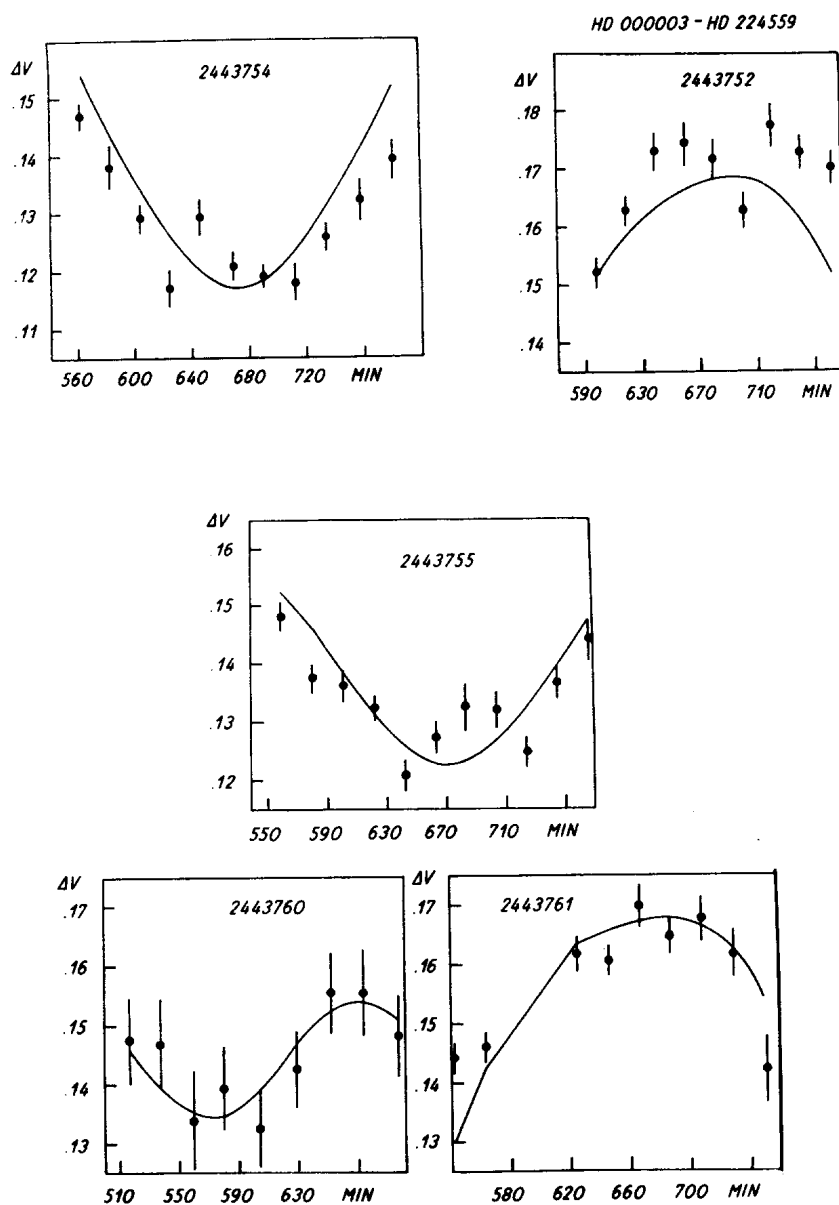 HD 000003 - HD 224559
ΔV
2443754
.15
.14
.13
.12
.11
560 600 640 680 720 MIN
ΔV
2443752
.18
.17
.16
.15
.14
590 630 670 710 MIN
ΔV
2443755
.16
.15
.14
.13
.12
550 590 630 670 710 MIN
ΔV
2443760
.17
.16
.15
.14
.13
510 550 590 630 MIN
ΔV
2443761
.17
.16
.15
.14
.13
580 620 660 700 MIN